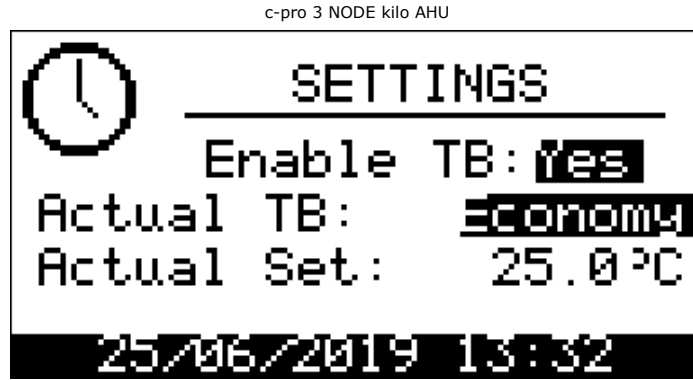 c-pro 3 NODE kilo AHU
SETTINGS
Enable TB: Yes
Actual TB: Economy
Actual Set: 25.0°C
25/06/2019 13:32